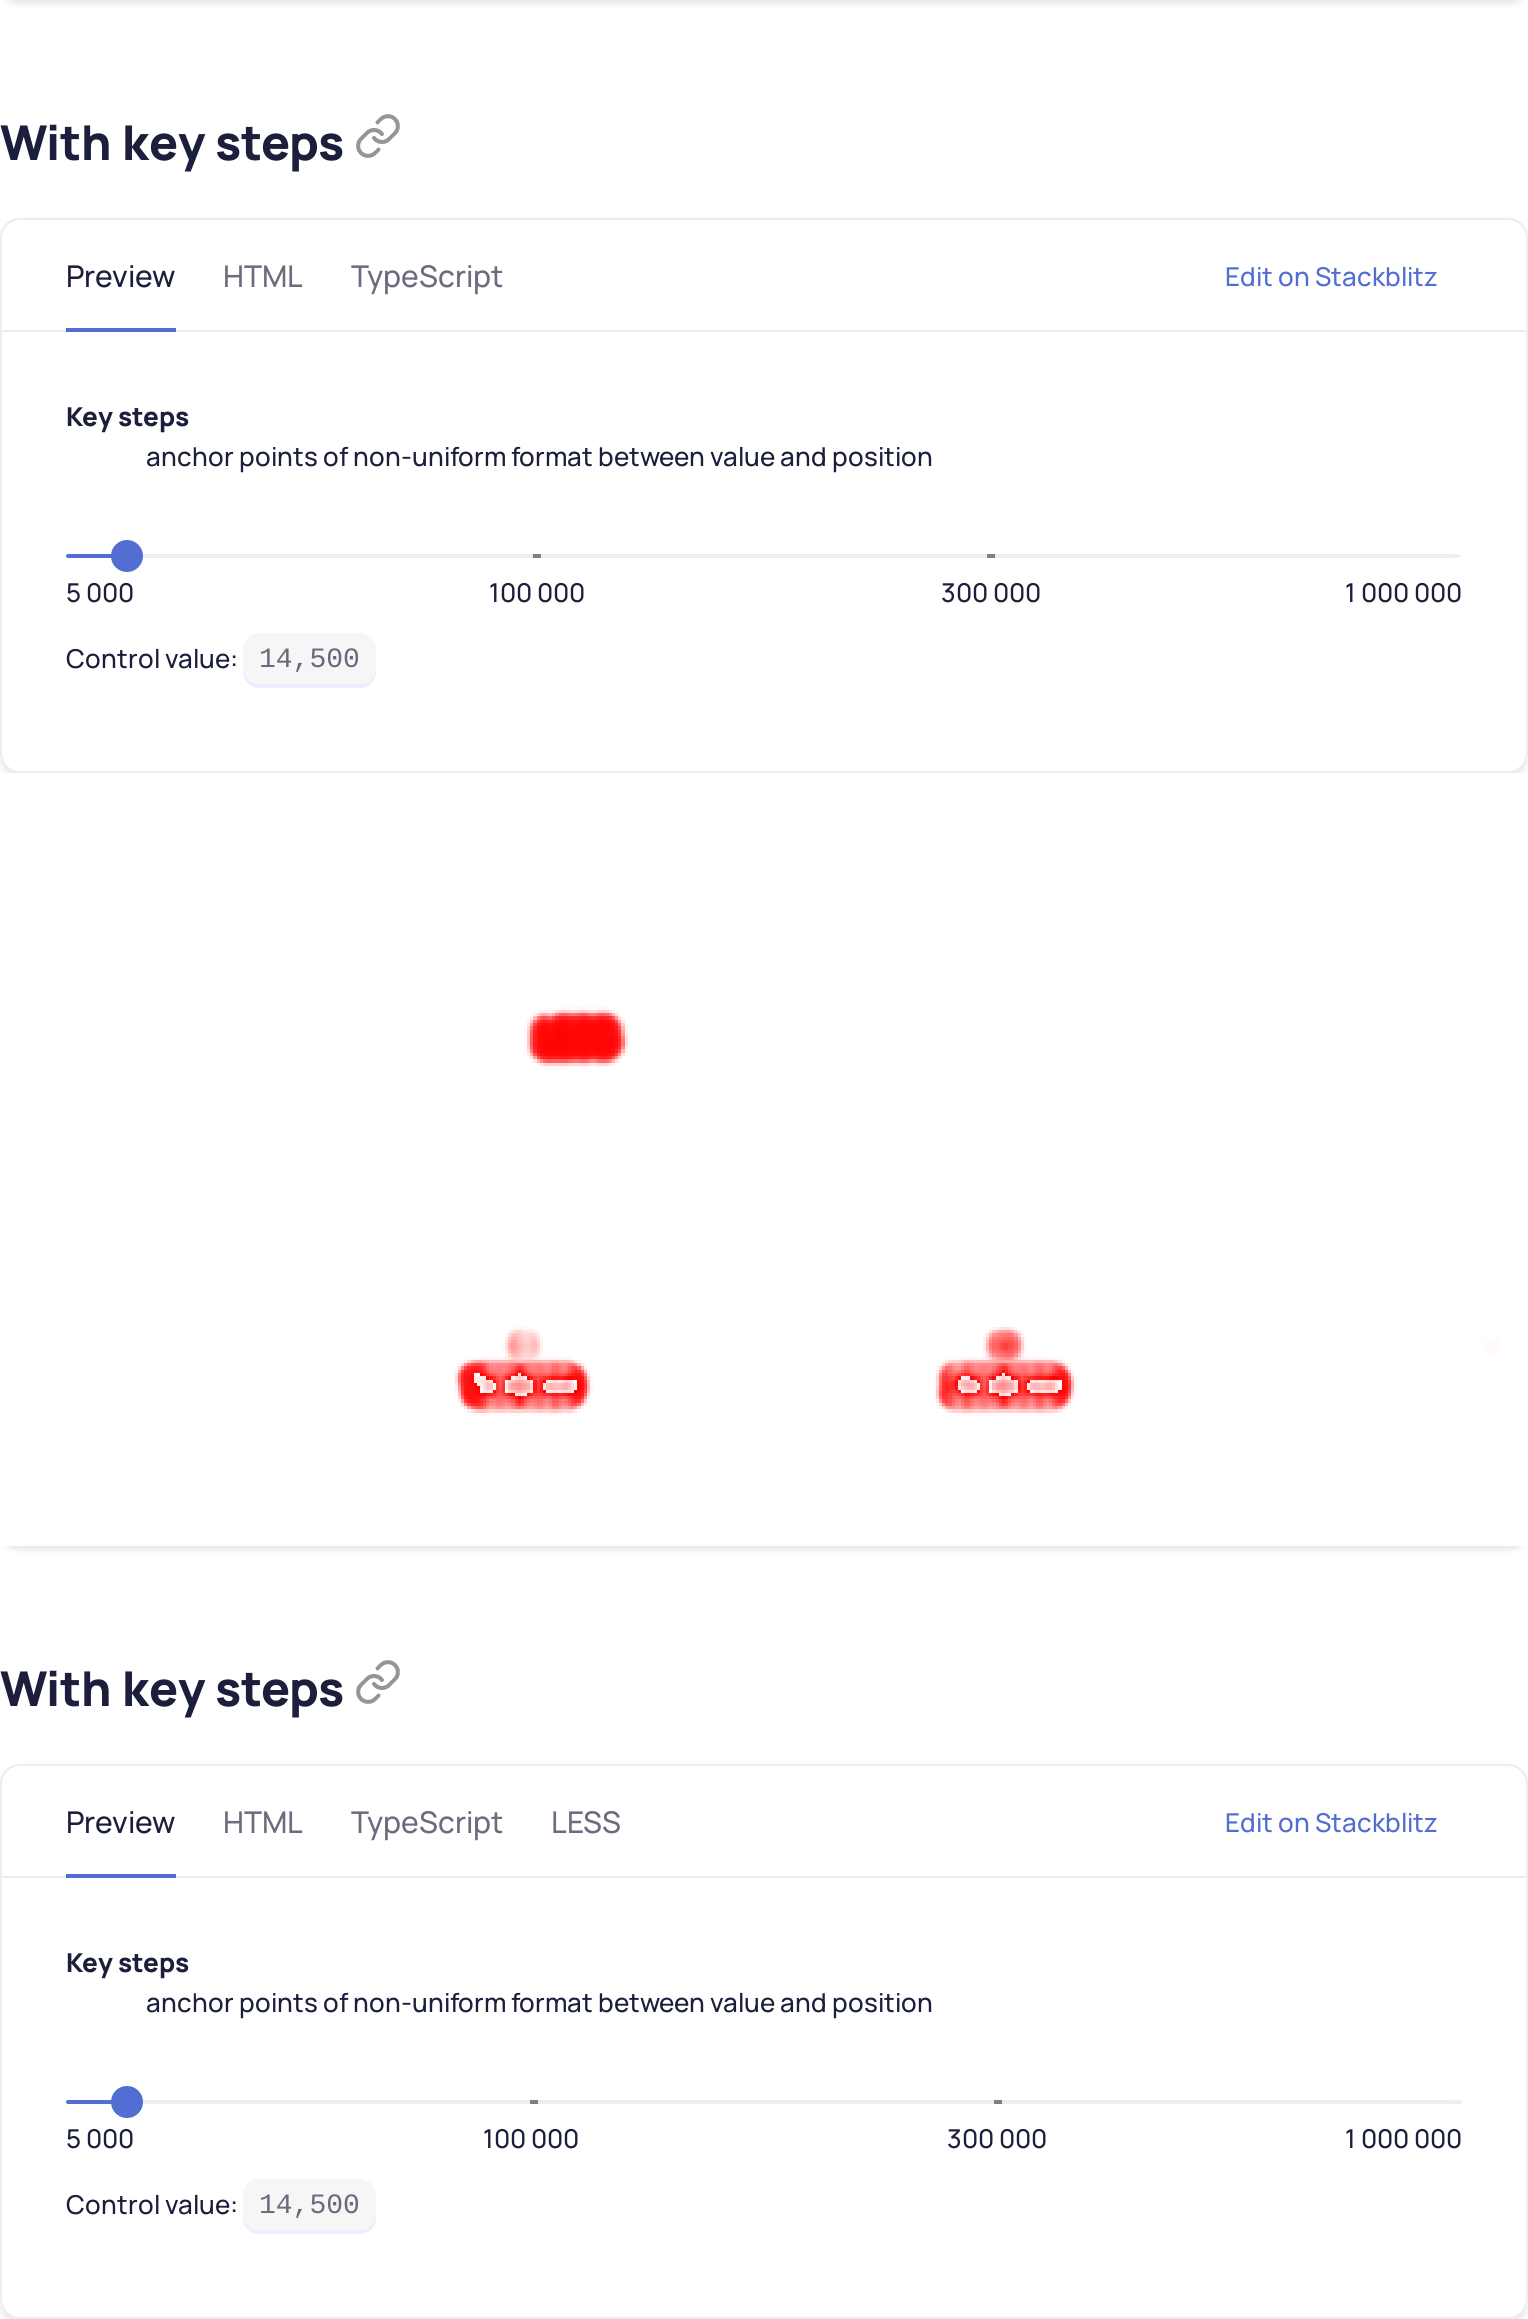 With key steps
Preview HTML TypeScript Edit on Stackblitz
Key steps
anchor points of non-uniform format between value and position
5 000 100 000 300 000 1 000 000
Control value: 14,500
With key steps
Preview HTML TypeScript LESS Edit on Stackblitz
Key steps
anchor points of non-uniform format between value and position
5 000 100 000 300 000 1 000 000
Control value: 14,500